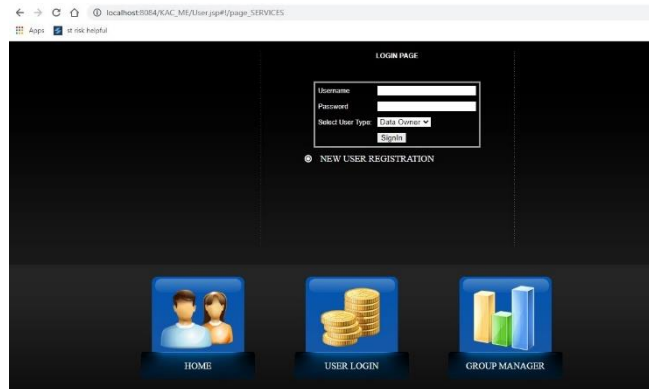 localhost:8084/KAC_ME/User.jsp#!/page_SERVICES
Apps st risk helpful
LOGIN PAGE
Username
Password
Select User Type: Data Owner
SignIn
NEW USER REGISTRATION
HOME USER LOGIN GROUP MANAGER